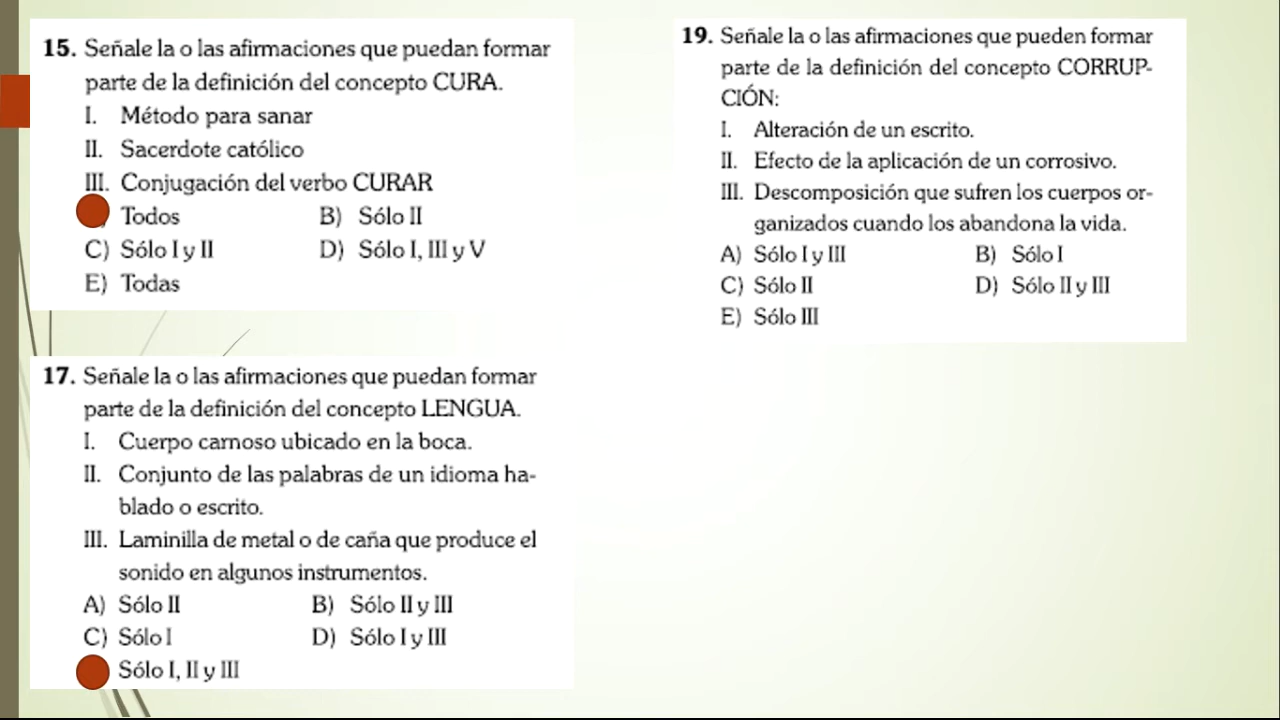 15. Señale la o las afirmaciones que puedan formar
parte de la definición del concepto CURA.
I. Método para sanar
II. Sacerdote católico
III. Conjugación del verbo CURAR
Todos B) Sólo II
C) Sólo I y II D) Sólo I, III y V
E) Todas
17. Señale la o las afirmaciones que puedan formar
parte de la definición del concepto LENGUA.
I. Cuerpo carnoso ubicado en la boca.
II. Conjunto de las palabras de un idioma ha-
blado o escrito.
III. Laminilla de metal o de caña que produce el
sonido en algunos instrumentos.
A) Sólo II B) Sólo II y III
C) Sólo I D) Sólo I y III
Sólo I, II y III
19. Señale la o las afirmaciones que pueden formar
parte de la definición del concepto CORRUP-
CIÓN:
I. Alteración de un escrito.
II. Efecto de la aplicación de un corrosivo.
III. Descomposición que sufren los cuerpos or-
ganizados cuando los abandona la vida.
A) Sólo I y III B) Sólo I
C) Sólo II D) Sólo II y III
E) Sólo III